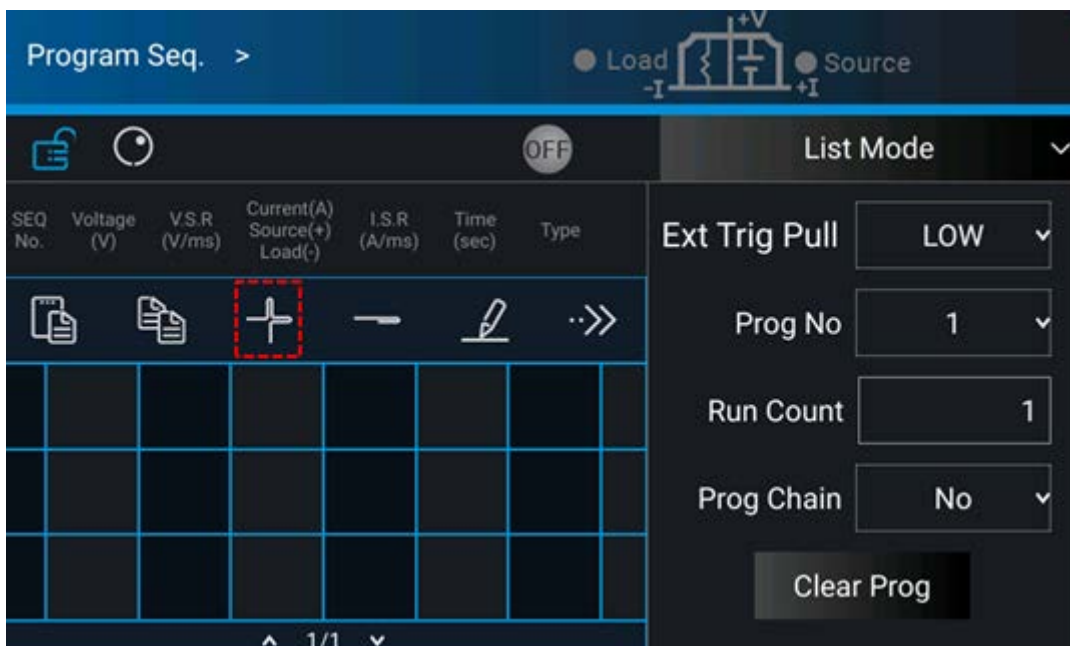 Program Seq. >
+V
Load
Source
-I
+I
OFF
List Mode
SEQ No.
Voltage (V)
V.S.R (V/ms)
Current(A) Source(+) Load(-)
I.S.R (A/ms)
Time (sec)
Type
Ext Trig Pull LOW
Prog No 1
Run Count 1
Prog Chain No
Clear Prog
1/1